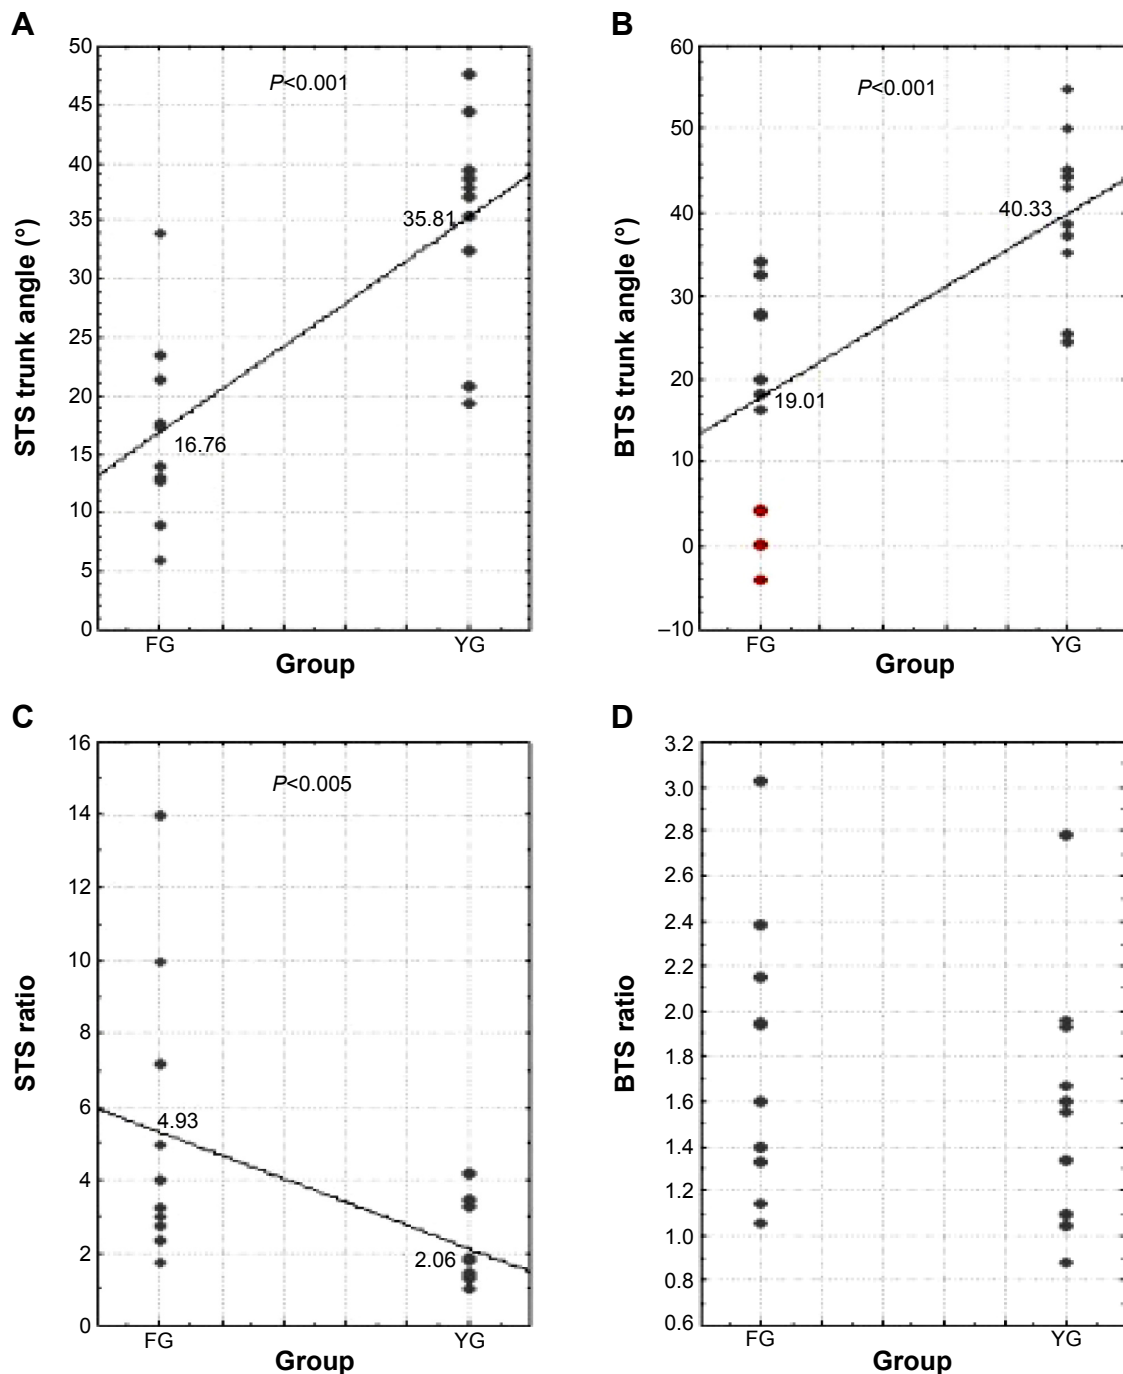 A
50
45
40
35
30
25
20
15
10
5
0
P<0.001
35.81
16.76
FG
YG
Group
STS trunk angle (°)
B
60
50
40
30
20
10
0
–10
P<0.001
40.33
19.01
FG
YG
Group
BTS trunk angle (°)
C
16
14
12
10
8
6
4
2
0
P<0.005
4.93
2.06
FG
YG
Group
STS ratio
D
3.2
3.0
2.8
2.6
2.4
2.2
2.0
1.8
1.6
1.4
1.2
1.0
0.8
0.6
FG
YG
Group
BTS ratio